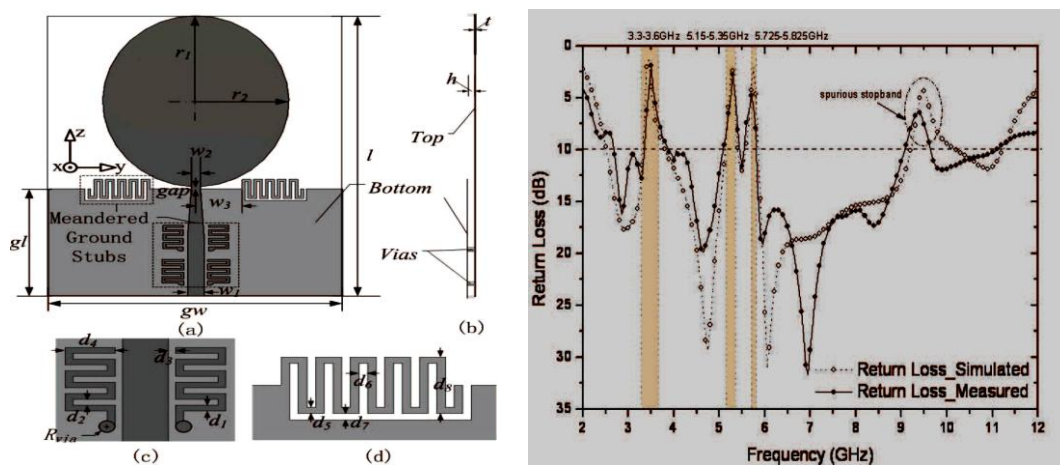 r1
r2
w2
z
x
y
gap
w3
Meandered
Ground
Stubs
gl
w1
gw
(a)
l
t
h
Top
Bottom
Vias
(b)
d4
d3
d2
d1
Rvia
(c)
d6
d8
d5
d7
(d)
3.3-3.6GHz 5.15-5.35GHz 5.725-5.825GHz
0
5
10
15
20
25
30
35
Return Loss (dB)
spurious stopband
Return Loss_Simulated
Return Loss_Measured
2 3 4 5 6 7 8 9 10 11 12
Frequency (GHz)